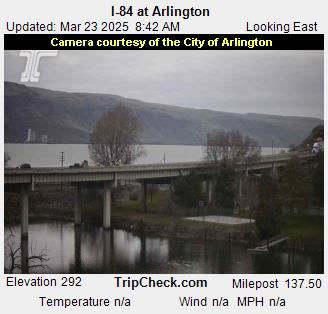 I-84 at Arlington
Updated: Mar 23 2025 8:42 AM Looking East
Camera courtesy of the City of Arlington
Elevation 292 TripCheck.com Milepost 137.50
Temperature n/a Wind n/a MPH n/a